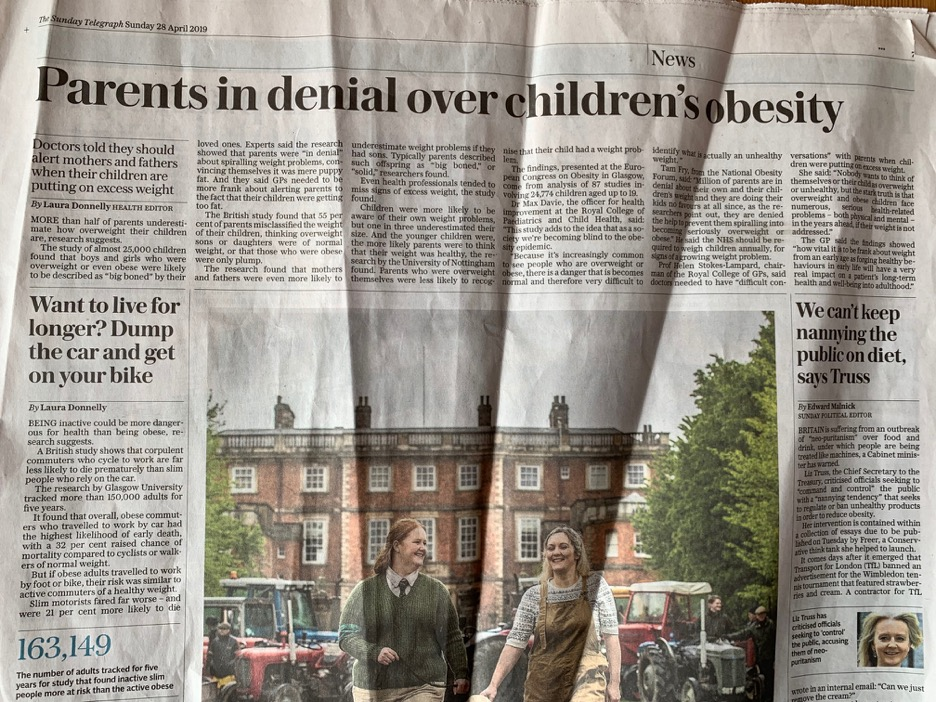 The Sunday Telegraph Sunday 28 April 2019
News
Parents in denial over children's obesity
Doctors told they should
alert mothers and fathers
when their children are
putting on excess weight
By Laura Donnelly HEALTH EDITOR
MORE than half of parents underesti-
mate how overweight their children
are, research suggests.
The study of almost 25,000 children
found that boys and girls who were
overweight or even obese were likely
to be described as "big boned" by their
loved ones. Experts said the research
showed that parents were "in denial"
about spiralling weight problems, con-
vincing themselves it was merely puppy
fat. And they said GPs needed to be
more frank about alerting parents to
the fact that their children were getting
too fat.
The British study found that 55 per
cent of parents misclassified the weight
of their children, thinking overweight
sons or daughters were of normal
weight, or that those who were obese
were only plump.
The research found that mothers
and fathers were even more likely to
underestimate weight problems if they
had sons. Typically parents described
such offspring as "big boned," or
"solid," researchers found.
Even health professionals tended to
miss signs of excess weight, the study
found.
Children were more likely to be
aware of their own weight problems,
but one in three underestimated their
size. And the younger children were,
the more likely parents were to think
that their weight was healthy, the re-
search by the University of Nottingham
found. Parents who were overweight
themselves were less likely to recog-
nise that their child had a weight prob-
lem.
The findings, presented at the Euro-
pean Congress on Obesity in Glasgow,
come from analysis of 87 studies in-
volving 24,774 children aged up to 19.
Dr Max Davie, the officer for health
improvement at the Royal College of
Paediatrics and Child Health, said:
"This study adds to the idea that as a so-
ciety we're becoming blind to the obe-
sity epidemic.
"Because it's increasingly common
to see people who are overweight or
obese, there is a danger that is becomes
normal and therefore very difficult to
identify what is actually an unhealthy
weight."
Tam Fry, from the National Obesity
Forum, said: "Million of parents are in
denial about their own and their chil-
dren's obesity and they are doing their
kids no favours at all since, as the re-
searchers point out, they are denied
the help to prevent them spiralling into
becoming seriously overweight or
obese." He said the NHS should be re-
quired to weigh children annually, for
signs of a growing weight problem.
Prof Helen Stokes-Lampard, chair-
man of the Royal College of GPs, said
doctors needed to have "difficult con-
versations" with parents when chil-
dren were putting on excess weight.
She said: "Nobody wants to think of
themselves or their child as overweight
or unhealthy, but the stark truth is that
overweight and obese children face
numerous, serious health-related
problems – both physical and mental –
in the years ahead, if their weight is not
addressed."
The GP said the findings showed
"how vital it is to be frank about weight
from an early age as forging healthy be-
haviours in early life will have a very
real impact on a patient's long-term
health and well-being into adulthood."
Want to live for
longer? Dump
the car and get
on your bike
By Laura Donnelly
BEING inactive could be more danger-
ous for health than being obese, re-
search suggests.
A British study shows that corpulent
commuters who cycle to work are far
less likely to die prematurely than slim
people who rely on the car.
The research by Glasgow University
tracked more than 150,000 adults for
five years.
It found that overall, obese commut-
ers who travelled to work by car had
the highest likelihood of early death,
with a 32 per cent raised chance of
mortality compared to cyclists or walk-
ers of normal weight.
But if obese adults travelled to work
by foot or bike, their risk was similar to
active commuters of a healthy weight.
Slim motorists fared far worse – and
were 21 per cent more likely to die
163,149
The number of adults tracked for five
years for study that found inactive slim
people more at risk than the active obese
We can't keep
nannying the
public on diet,
says Truss
By Edward Malnick
SUNDAY POLITICAL EDITOR
BRITAIN is suffering from an outbreak
of "neo-puritanism" over food and
drink, under which people are being
treated like machines, a Cabinet minis-
ter has warned.
Liz Truss, the Chief Secretary to the
Treasury, criticised officials seeking to
"command and control" the public
with a "nannying tendency" that seeks
to regulate or ban unhealthy products
in order to reduce obesity.
Her intervention is contained within
a collection of essays due to be pub-
lished on Tuesday by Freer, a Conserv-
ative think tank she helped to launch.
It comes days after it emerged that
Transport for London (TfL) banned an
advertisement for the Wimbledon ten-
nis tournament that featured strawber-
ries and cream. A contractor for TfL
Liz Truss has
criticised officials
seeking to 'control'
the public, accusing
them of neo-
puritanism
wrote in an internal email: "Can we just
remove the cream?"